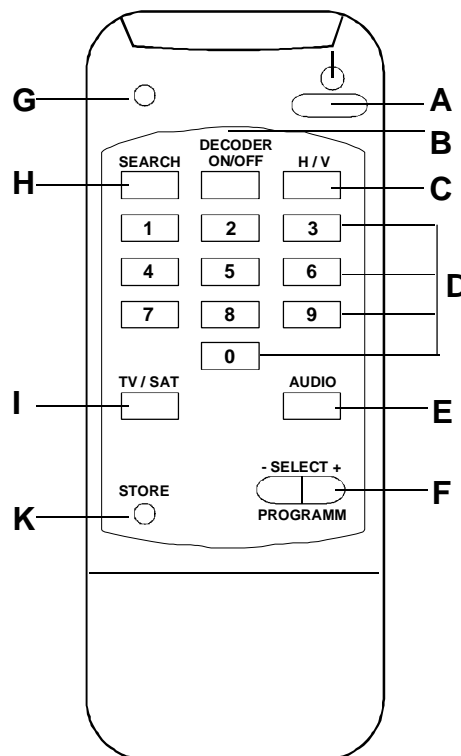 G
A
B
DECODER
ON/OFF
SEARCH
H / V
H
C
1 2 3
4 5 6
D
7 8 9
0
TV / SAT
AUDIO
I
E
- SELECT +
F
STORE
K
PROGRAMM